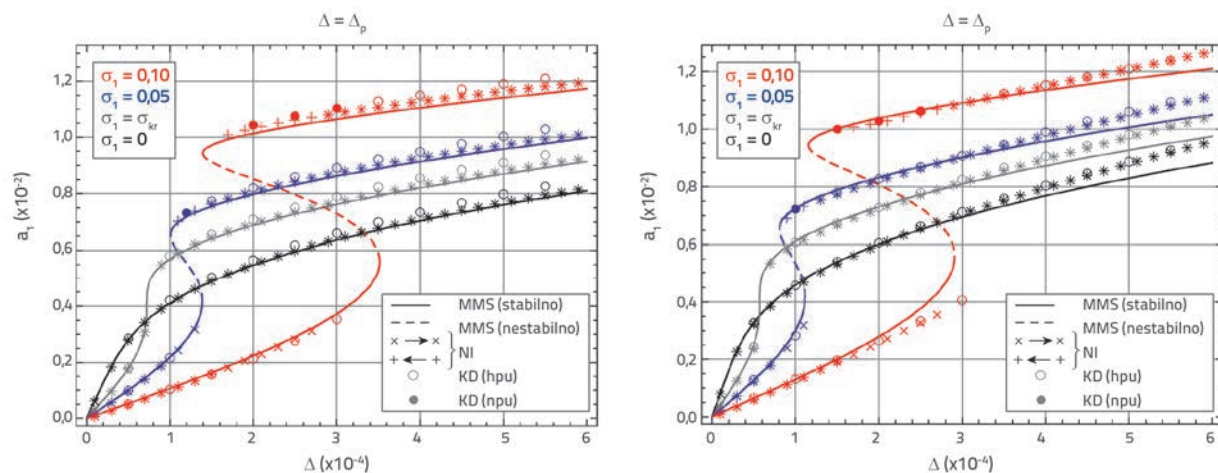 Δ = Δp
σ1 = 0,10
σ1 = 0,05
σ1 = σkr
σ1 = 0
1,2
1,0
0,8
0,6
0,4
0,2
0,0
a1 (x10-2)
MMS (stabilno)
MMS (nestabilno)
NI
KD (hpu)
KD (npu)
0 1 2 3 4 5 6
Δ (x10-4)
Δ = Δp
σ1 = 0,10
σ1 = 0,05
σ1 = σkr
σ1 = 0
1,2
1,0
0,8
0,6
0,4
0,2
0,0
a1 (x10-2)
MMS (stabilno)
MMS (nestabilno)
NI
KD (hpu)
KD (npu)
0 1 2 3 4 5 6
Δ (x10-4)